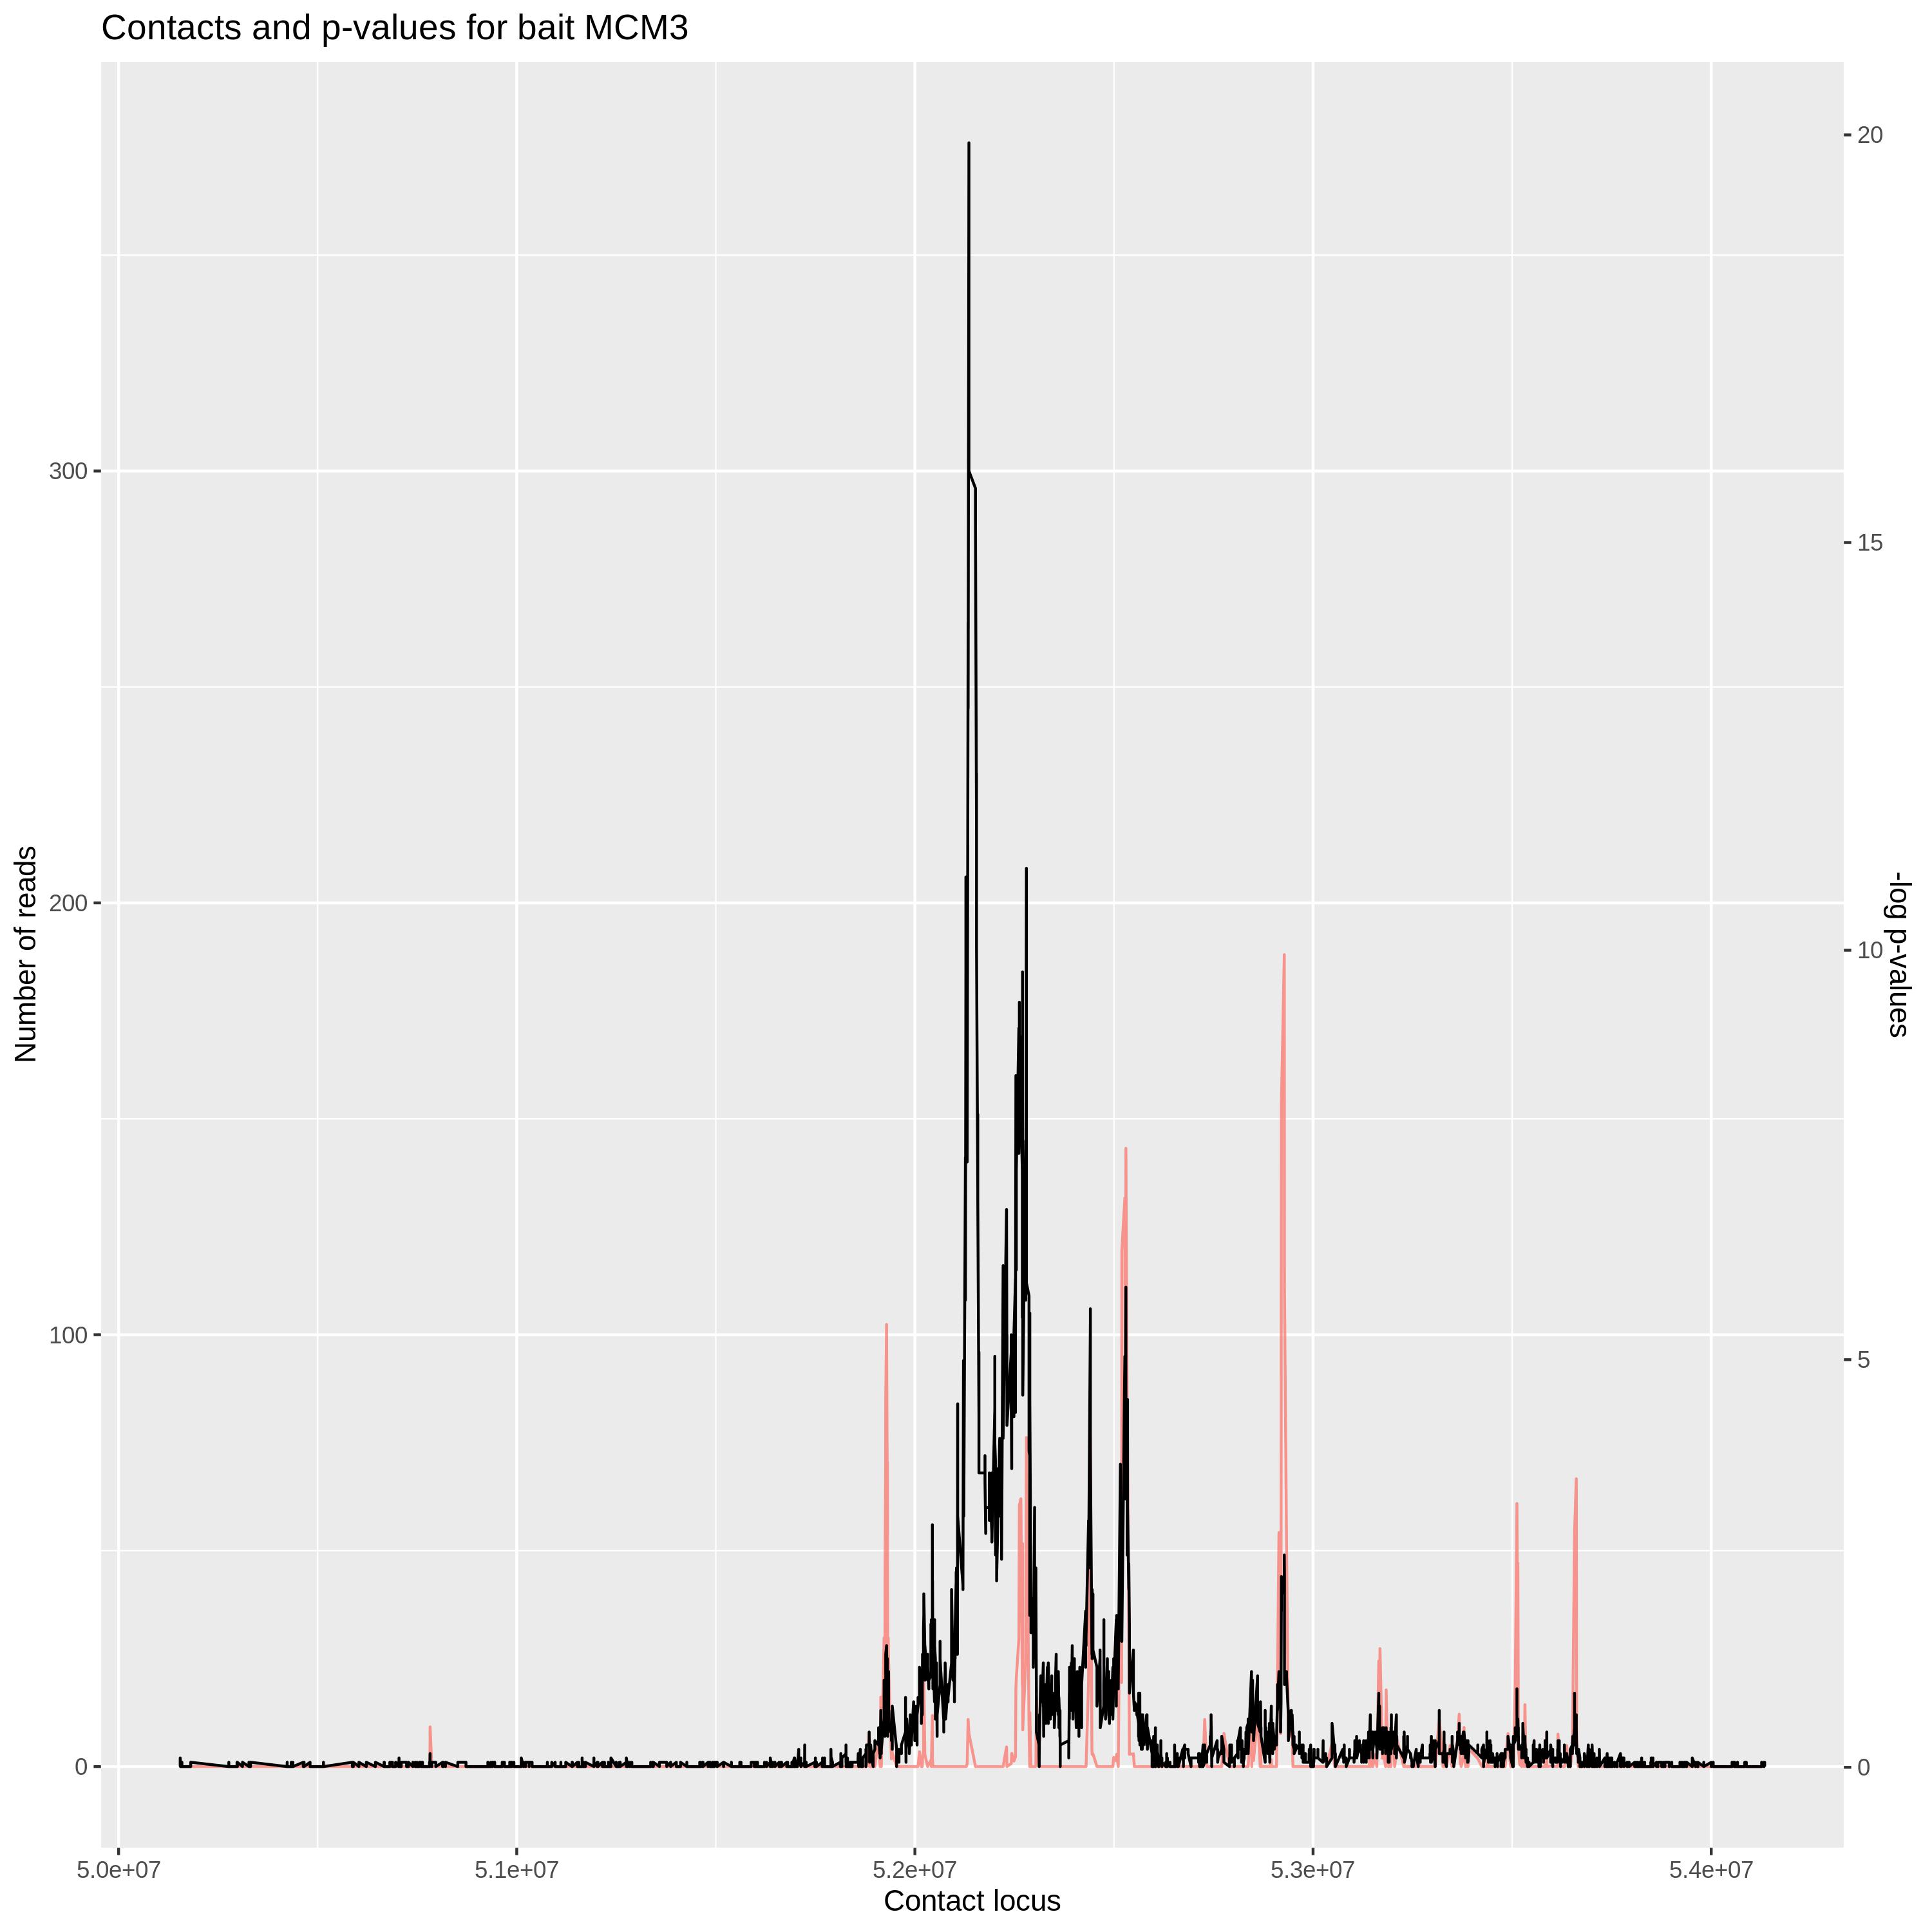 Contacts and p-values for bait MCM3
20
15
10
5
0
-log p-values
300
200
100
0
Number of reads
5.0e+07
5.1e+07
5.2e+07
5.3e+07
5.4e+07
Contact locus